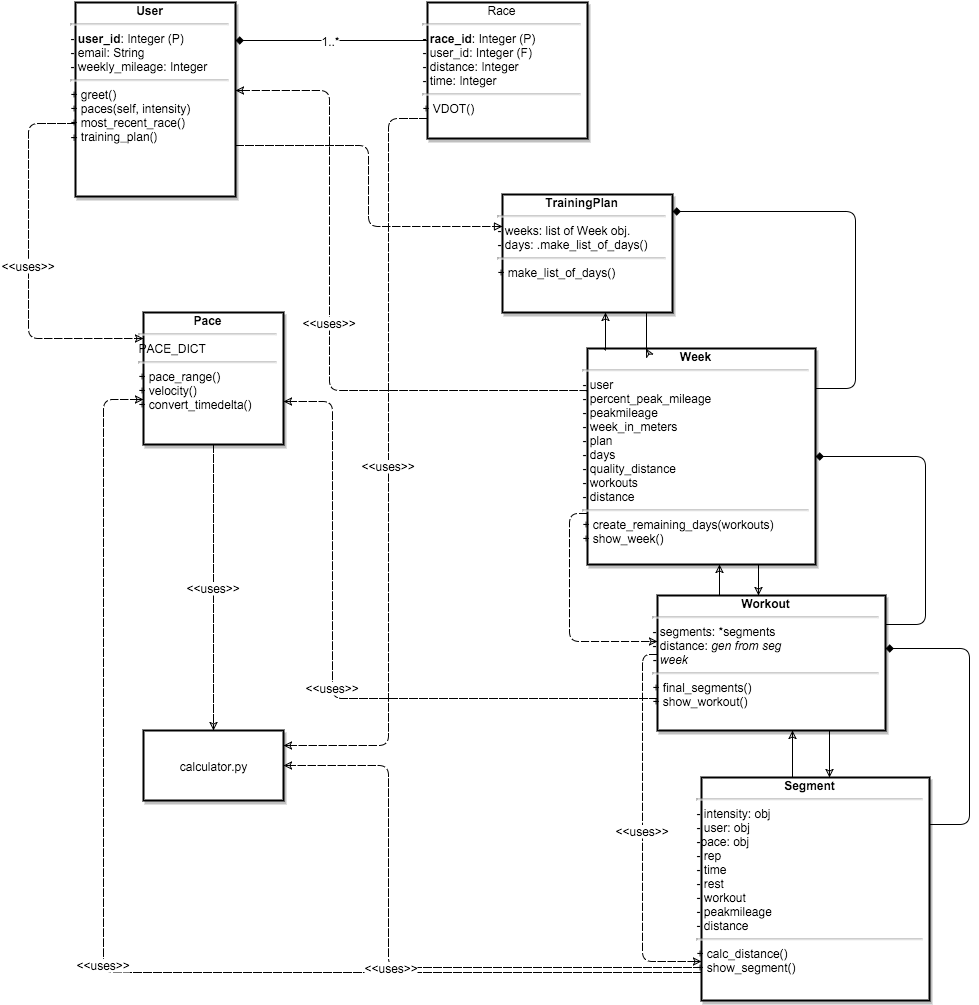 User
- user_id: Integer (P)
- email: String
- weekly_mileage: Integer
+ greet()
+ paces(self, intensity)
+ most_recent_race()
+ training_plan()
1..*
Race
- race_id: Integer (P)
- user_id: Integer (F)
- distance: Integer
- time: Integer
+ VDOT()
TrainingPlan
- weeks: list of Week obj.
- days: .make_list_of_days()
+ make_list_of_days()
<<uses>>
<<uses>>
Pace
PACE_DICT
+ pace_range()
+ velocity()
+ convert_timedelta()
Week
- user
- percent_peak_mileage
- peakmileage
- week_in_meters
- plan
- days
- quality_distance
- workouts
- distance
+ create_remaining_days(workouts)
+ show_week()
<<uses>>
<<uses>>
Workout
- segments: *segments
- distance: gen from seg
- week
+ final_segments()
+ show_workout()
<<uses>>
calculator.py
Segment
- intensity: obj
- user: obj
- pace: obj
- rep
- time
- rest
- workout
- peakmileage
- distance
+ calc_distance()
+ show_segment()
<<uses>>
<<uses>>
<<uses>>